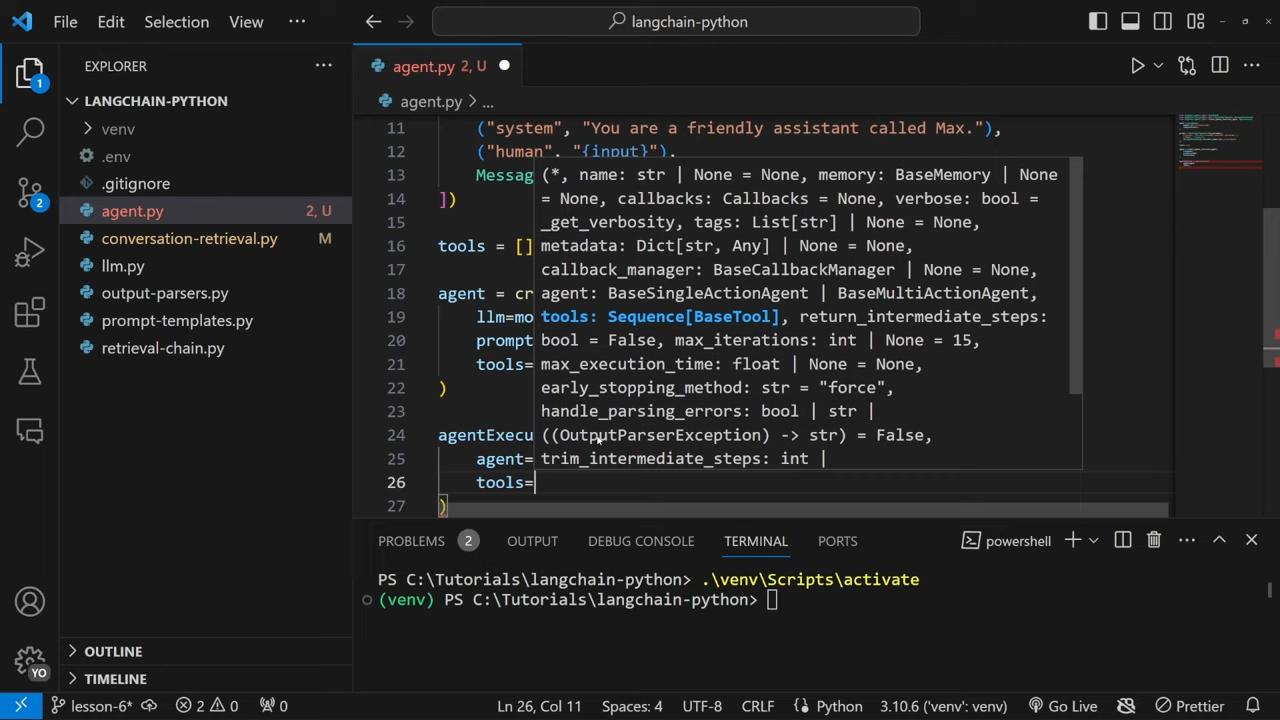 File Edit Selection View ··· langchain-python
EXPLORER ···
LANGCHAIN-PYTHON
venv
.env
.gitignore
agent.py 2, U
conversation-retrieval.py M
llm.py
output-parsers.py
prompt-templates.py
retrieval-chain.py
OUTLINE
TIMELINE
1
2
YO
agent.py 2, U
agent.py > ...
11 ("system", "You are a friendly assistant called Max."),
12 ("human", "{input}"),
13 Messag
14 ])
15
16 tools = []
17
18 agent = cr
19 llm=mo
20 prompt
21 tools=
22 )
23
24 agentExecu
25 agent=
26 tools=
27 )
(*, name: str | None = None, memory: BaseMemory | None
= None, callbacks: Callbacks = None, verbose: bool =
_get_verbosity, tags: List[str] | None = None,
metadata: Dict[str, Any] | None = None,
callback_manager: BaseCallbackManager | None = None,
agent: BaseSingleActionAgent | BaseMultiActionAgent,
tools: Sequence[BaseTool], return_intermediate_steps:
bool = False, max_iterations: int | None = 15,
max_execution_time: float | None = None,
early_stopping_method: str = "force",
handle_parsing_errors: bool | str |
((OutputParserException) -> str) = False,
trim_intermediate_steps: int |
PROBLEMS 2 OUTPUT DEBUG CONSOLE TERMINAL PORTS powershell
PS C:\Tutorials\langchain-python> .\venv\Scripts\activate
(venv) PS C:\Tutorials\langchain-python>
lesson-6* 2 0 0 Ln 26, Col 11 Spaces: 4 UTF-8 CRLF Python 3.10.6 ('venv': venv) Go Live Prettier